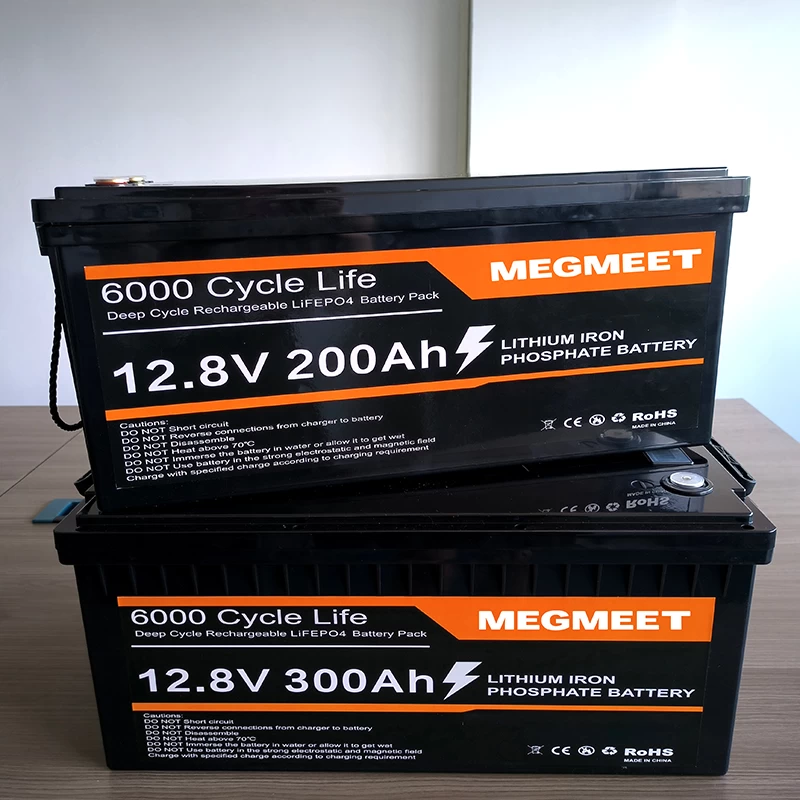 6000 Cycle Life
MEGMEET
Deep Cycle Rechargeable LiFEPO4 Battery Pack
12.8V 200Ah
LITHIUM IRON
PHOSPHATE BATTERY
Cautions:
DO NOT Short circuit
DO NOT Reverse connections from charger to battery
DO NOT Disassemble
DO NOT Heat above 70℃
DO NOT Immerse the battery in water or allow it to get wet
DO NOT Use battery in the strong electrostatic and magnetic field
Charge with specified charge according to charging requirement
CE
RoHS
MADE IN CHINA
6000 Cycle Life
MEGMEET
Deep Cycle Rechargeable LiFEPO4 Battery Pack
12.8V 300Ah
LITHIUM IRON
PHOSPHATE BATTERY
Cautions:
DO NOT Short circuit
DO NOT Reverse connections from charger to battery
DO NOT Disassemble
DO NOT Heat above 70℃
DO NOT Immerse the battery in water or allow it to get wet
DO NOT Use battery in the strong electrostatic and magnetic field
Charge with specified charge according to charging requirement
CE
RoHS
MADE IN CHINA